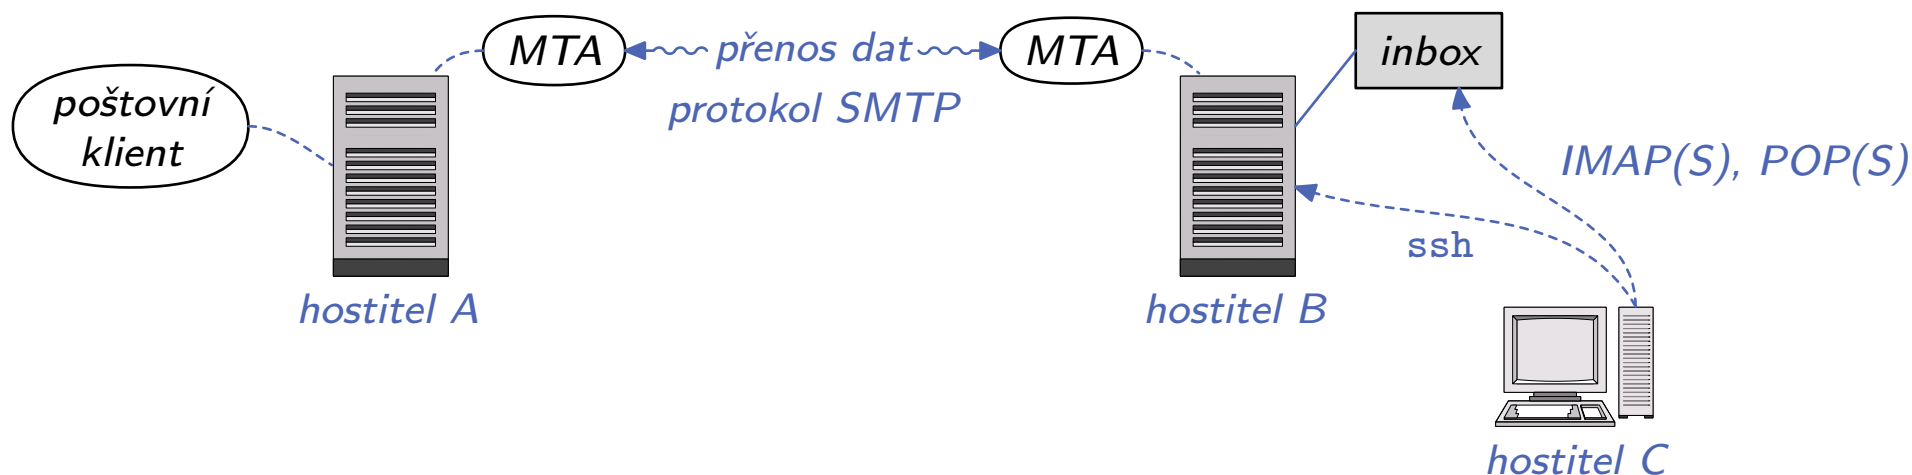 poštovní
klient
MTA
přenos dat
protokol SMTP
MTA
inbox
IMAP(S), POP(S)
ssh
hostitel A
hostitel B
hostitel C